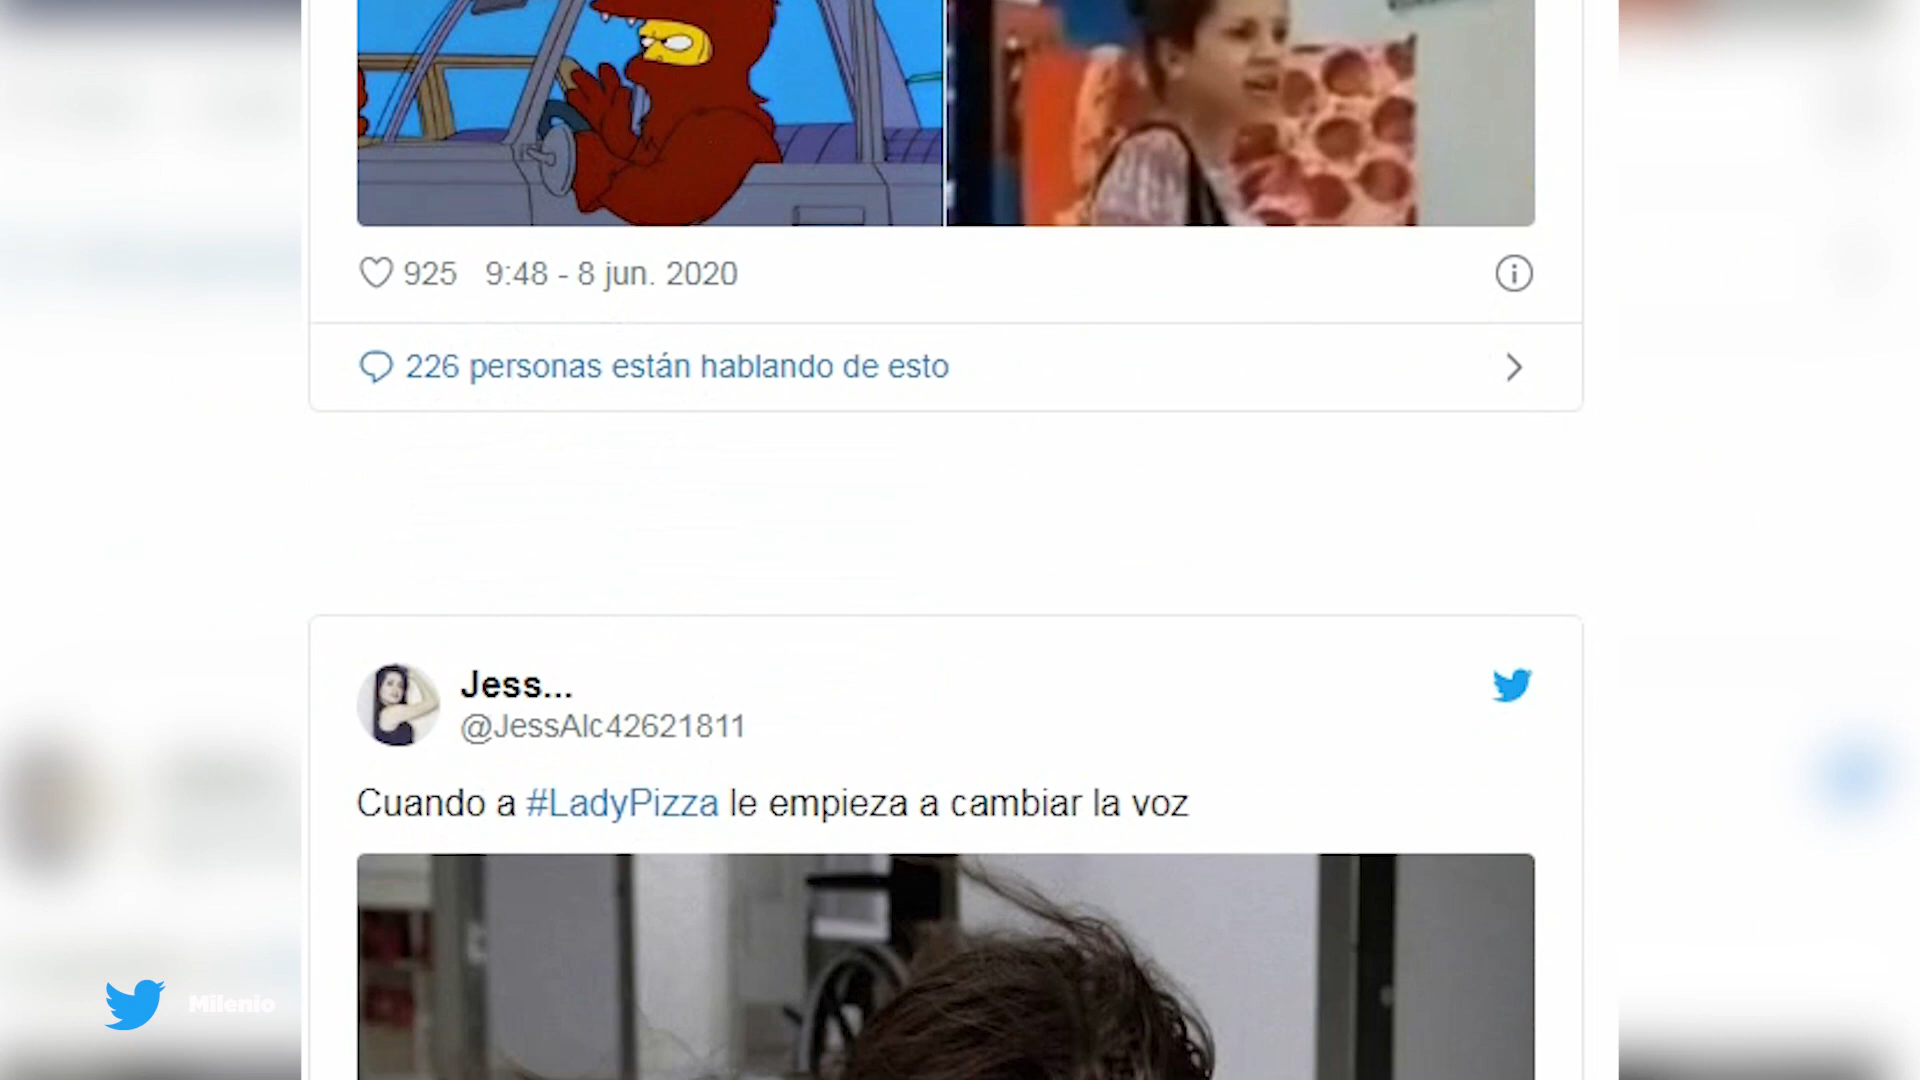 925 9:48 - 8 jun. 2020
226 personas están hablando de esto
Jess...
@JessAlc42621811
Cuando a #LadyPizza le empieza a cambiar la voz
Milenio